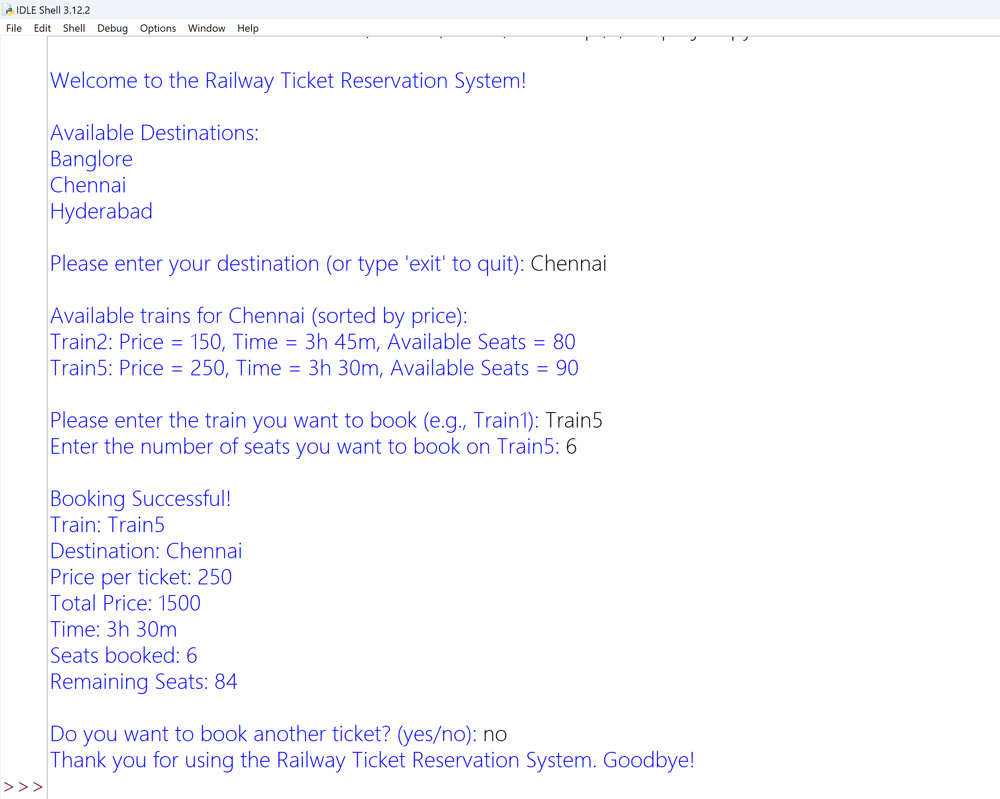 IDLE Shell 3.12.2
File Edit Shell Debug Options Window Help
Welcome to the Railway Ticket Reservation System!
Available Destinations:
Banglore
Chennai
Hyderabad
Please enter your destination (or type 'exit' to quit): Chennai
Available trains for Chennai (sorted by price):
Train2: Price = 150, Time = 3h 45m, Available Seats = 80
Train5: Price = 250, Time = 3h 30m, Available Seats = 90
Please enter the train you want to book (e.g., Train1): Train5
Enter the number of seats you want to book on Train5: 6
Booking Successful!
Train: Train5
Destination: Chennai
Price per ticket: 250
Total Price: 1500
Time: 3h 30m
Seats booked: 6
Remaining Seats: 84
Do you want to book another ticket? (yes/no): no
Thank you for using the Railway Ticket Reservation System. Goodbye!
>>>